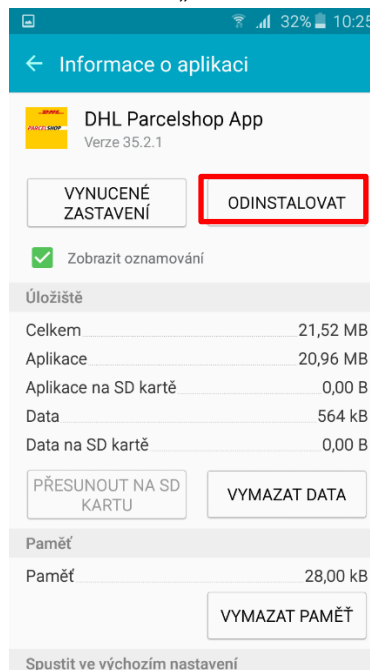 „
32% 10:25
Informace o aplikaci
DHL Parcelshop App
PARCELSHOP
Verze 35.2.1
VYNUCENÉ
ZASTAVENÍ
ODINSTALOVAT
Zobrazit oznamování
Úložiště
Celkem 21,52 MB
Aplikace 20,96 MB
Aplikace na SD kartě 0,00 B
Data 564 kB
Data na SD kartě 0,00 B
PŘESUNOUT NA SD
KARTU
VYMAZAT DATA
Paměť
Paměť 28,00 kB
VYMAZAT PAMĚŤ
Spustit ve výchozím nastavení